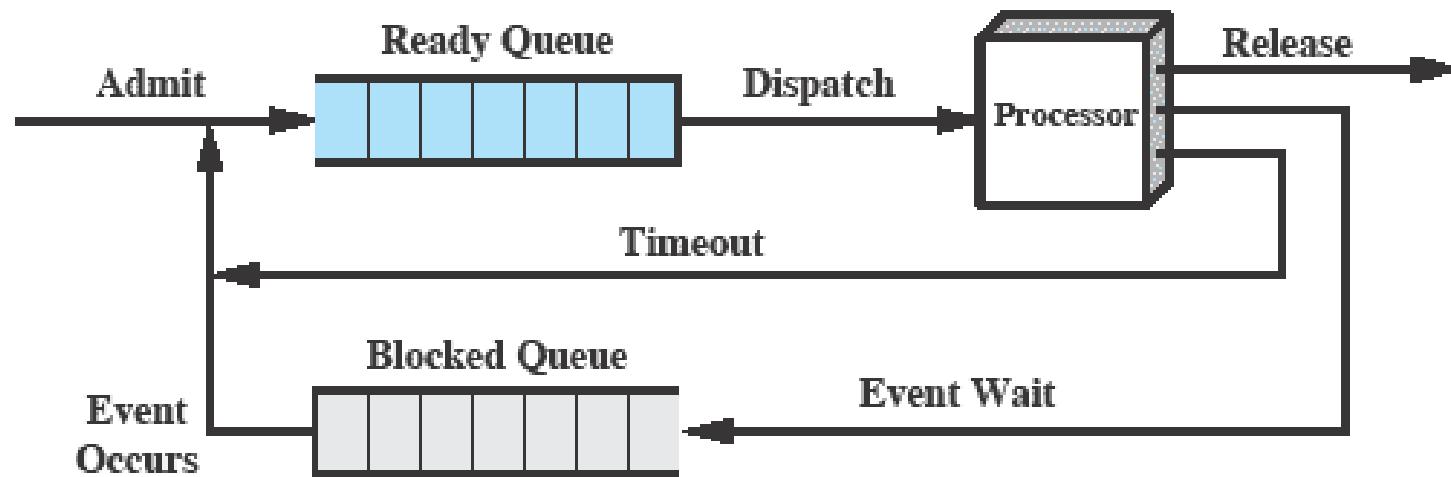 Ready Queue
Release
Admit
Dispatch
Processor
Timeout
Blocked Queue
Event Wait
Event
Occurs